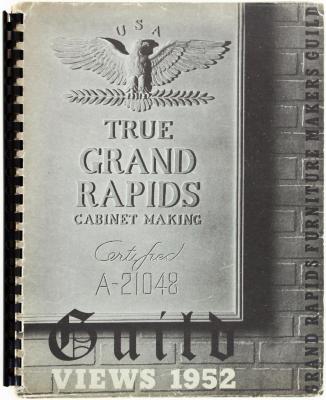 USA
TRUE
GRAND
RAPIDS
CABINET MAKING
Certified
A-21048
Guild
VIEWS 1952
GRAND RAPIDS FURNITURE MAKERS GUILD